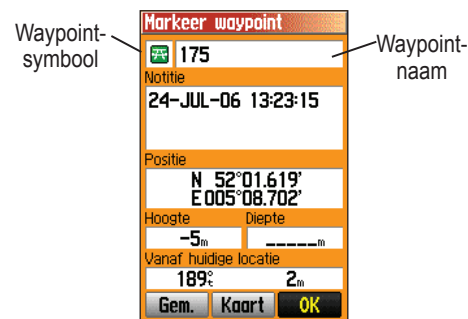 Markeer waypoint
Waypoint-
symbool
175
Waypoint-
naam
Notitie
24-JUL-06 13:23:15
Positie
N 52°01.619'
E005°08.702'
Hoogte Diepte
-5m _____m
Vanaf huidige locatie
189°t 2m
Gem. Kaart OK